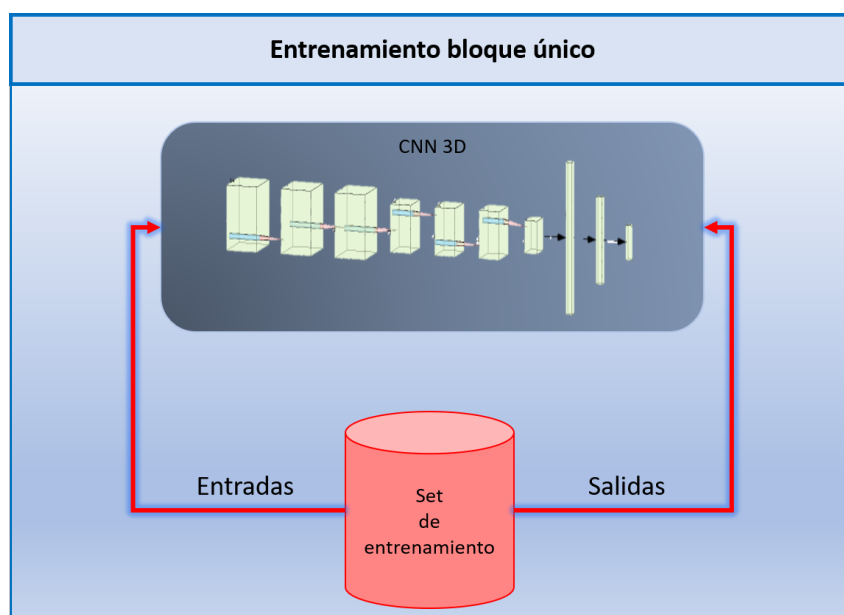 Entrenamiento bloque único
CNN 3D
Entradas
Salidas
Set
de
entrenamiento